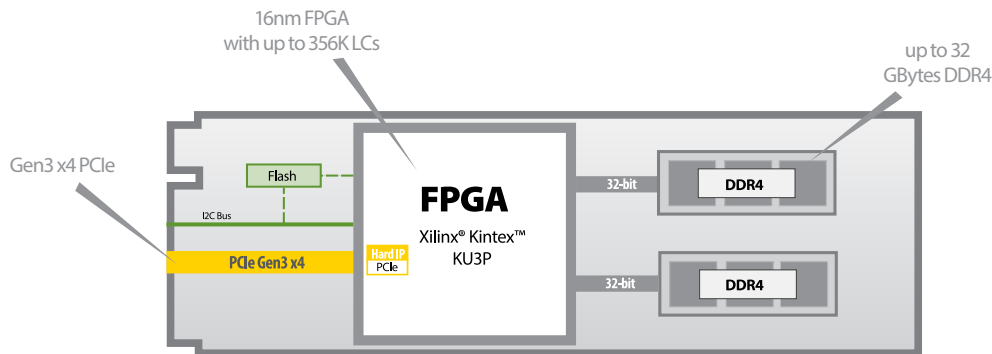 16nm FPGA
with up to 356K LCs
up to 32
GBytes DDR4
Gen3 x4 PCIe
Flash
I2C Bus
PCIe Gen3 x4
Hard IP
PCIe
FPGA
Xilinx® Kintex™
KU3P
32-bit
DDR4
32-bit
DDR4